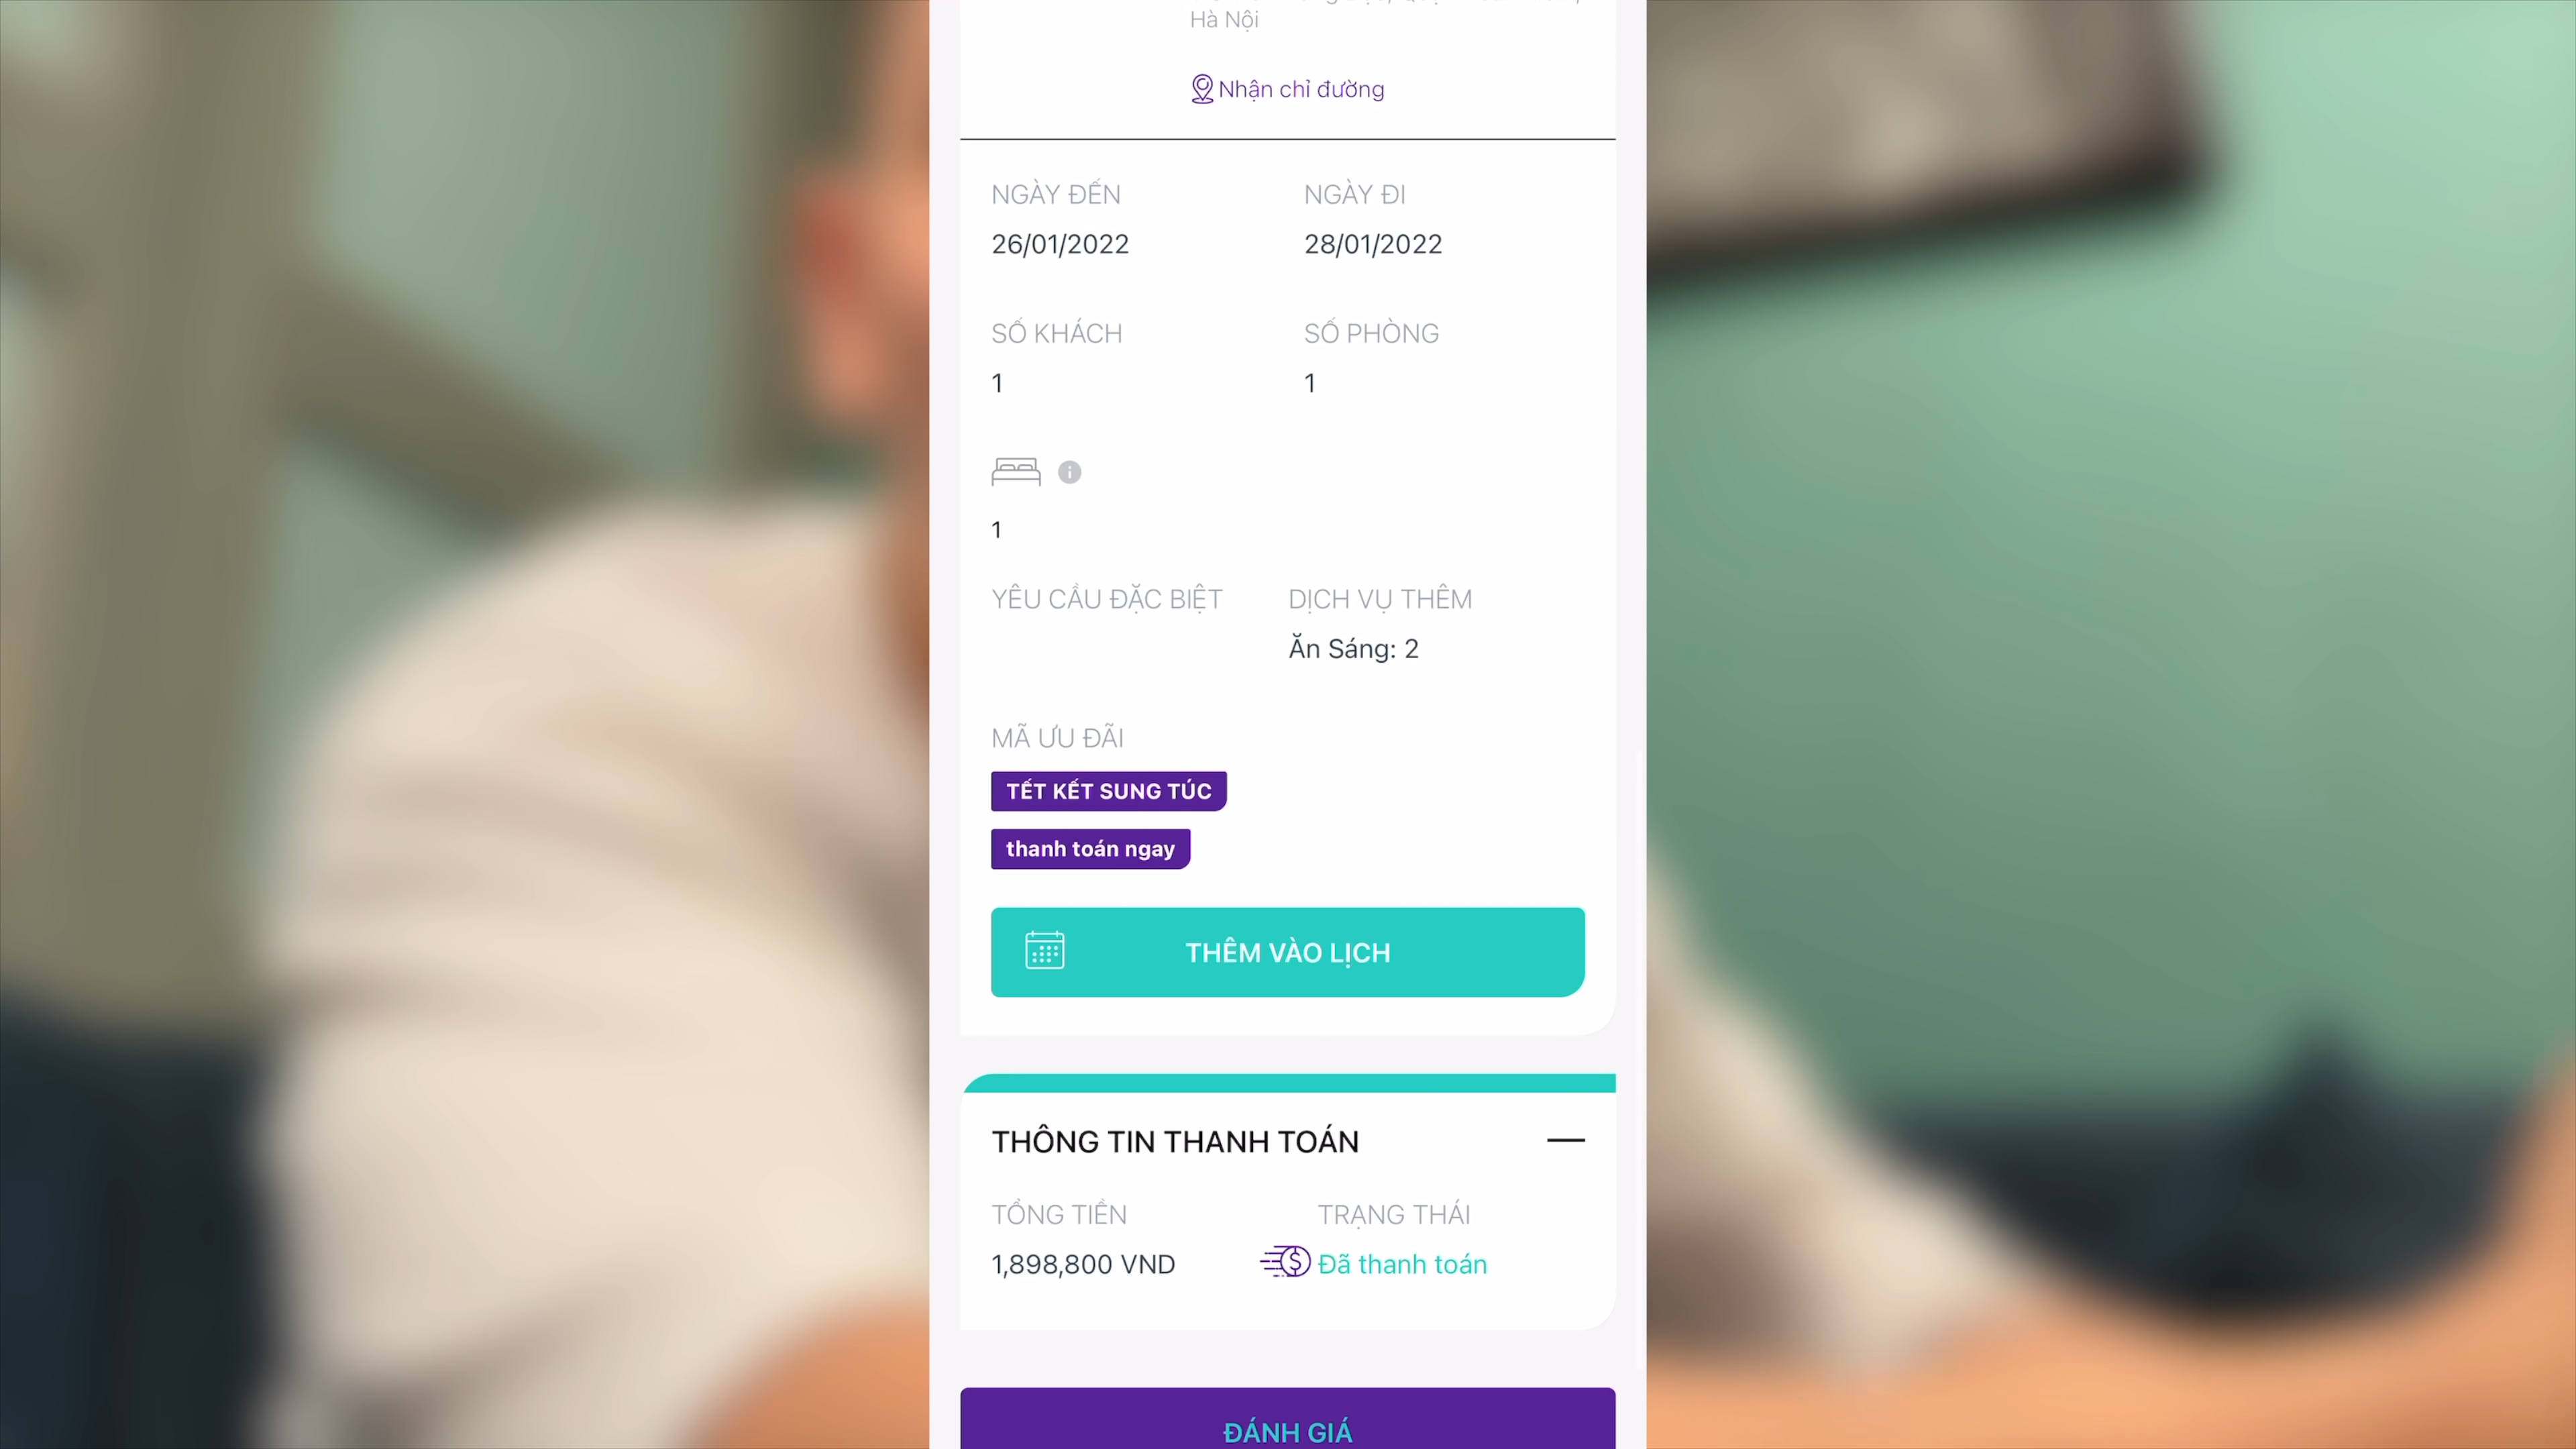 Hà Nội
Nhận chỉ đường
NGÀY ĐẾN
NGÀY ĐI
26/01/2022
28/01/2022
SỐ KHÁCH
SỐ PHÒNG
1
1
1
YÊU CẦU ĐẶC BIỆT
DỊCH VỤ THÊM
Ăn Sáng: 2
MÃ ƯU ĐÃI
TẾT KẾT SUNG TÚC
thanh toán ngay
THÊM VÀO LỊCH
THÔNG TIN THANH TOÁN
TỔNG TIỀN
TRẠNG THÁI
1,898,800 VND
Đã thanh toán
ĐÁNH GIÁ